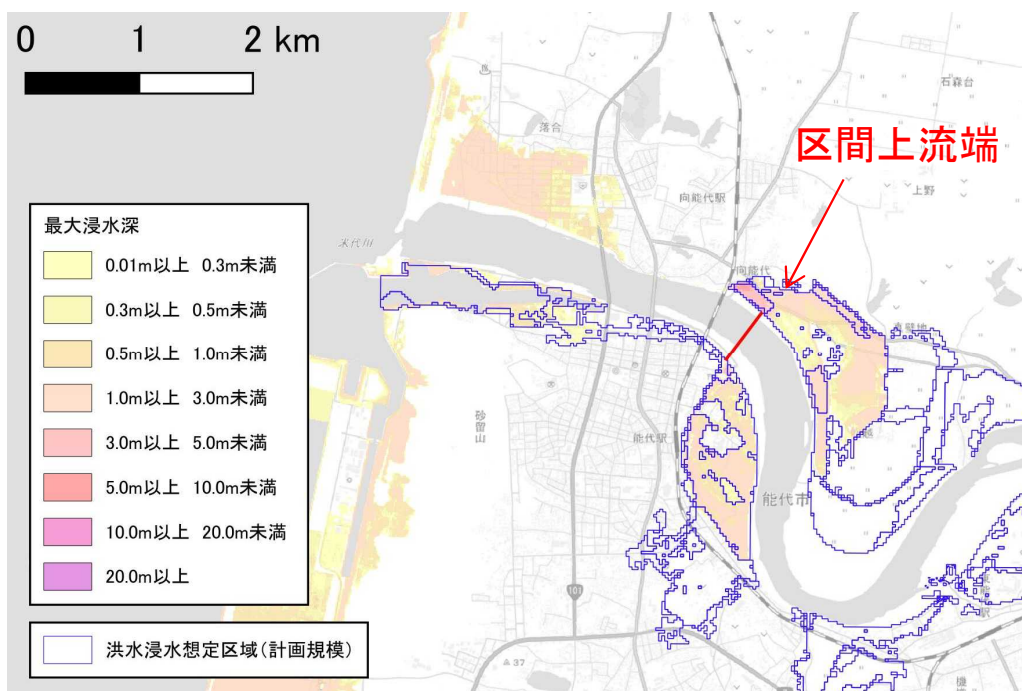 0 1 2 km
石森台
落合
区間上流端
上野
向能代駅
米代川
向能代
最大浸水深
0.01m以上 0.3m未満
0.3m以上 0.5m未満
0.5m以上 1.0m未満
1.0m以上 3.0m未満
3.0m以上 5.0m未満
5.0m以上 10.0m未満
10.0m以上 20.0m未満
20.0m以上
砂留山
能代駅
能代市
101
東能代駅
洪水浸水想定区域(計画規模)
37